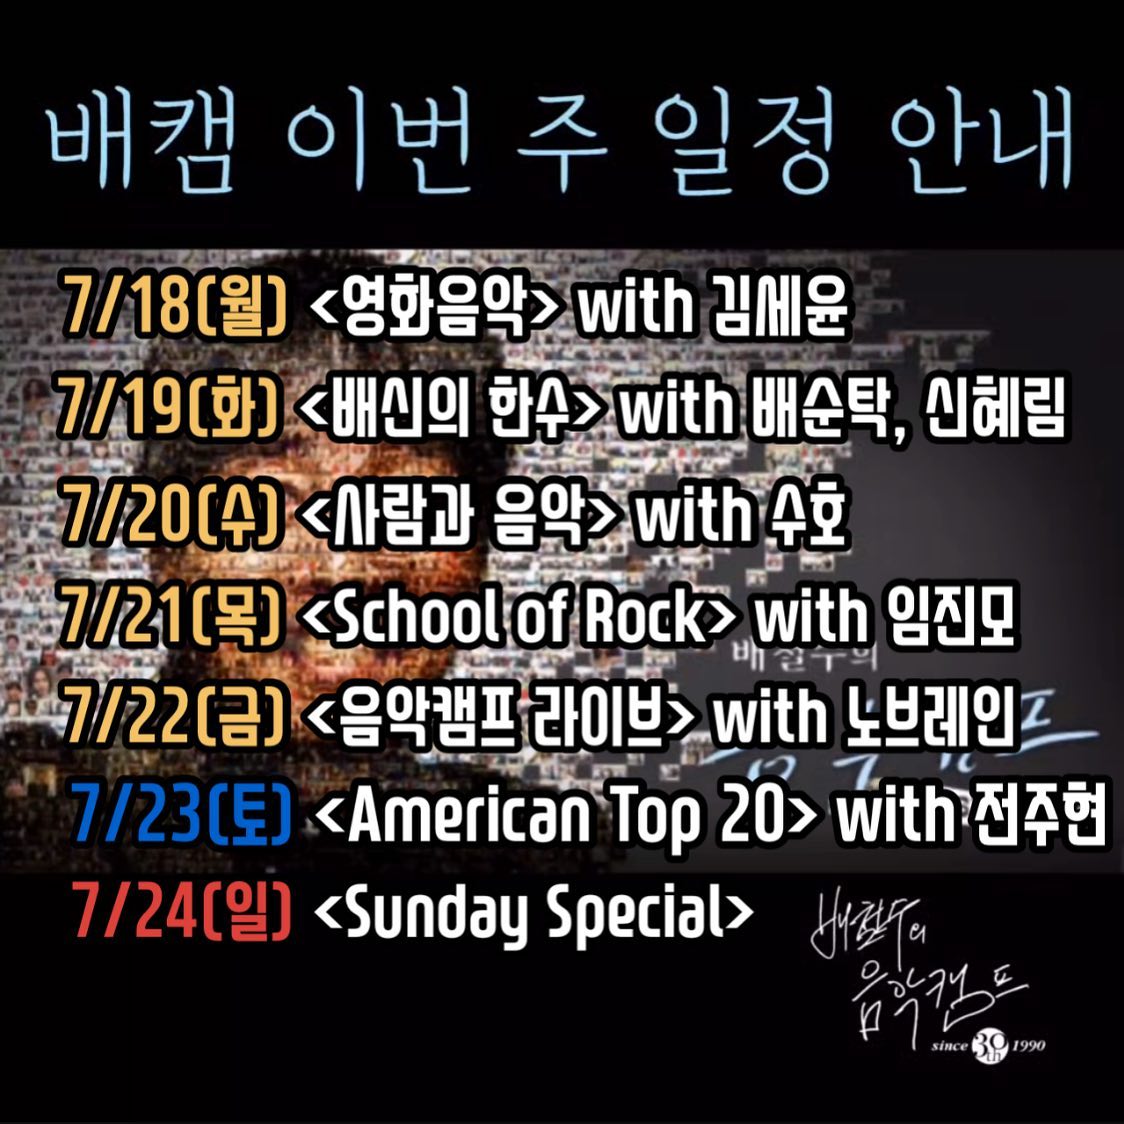 배캠 이번 주 일정 안내
7/18(월) <영화음악> with 김세윤
7/19(화) <배신의 한수> with 배순탁, 신혜림
7/20(수) <사람과 음악> with 수호
7/21(목) <School of Rock> with 임진모
배철수의
7/22(금) <음악캠프 라이브> with 노브레인
7/23(토) <American Top 20> with 전주현
7/24(일) <Sunday Special>
배철수의
음악캠프
since 30th 1990